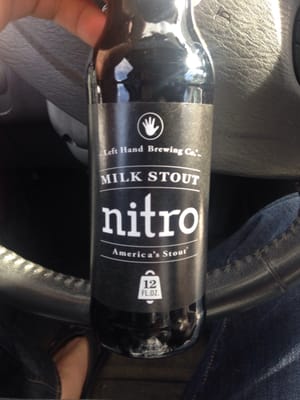 Left Hand Brewing Co.
MILK STOUT
nitro
America's Stout
12
FL.OZ.